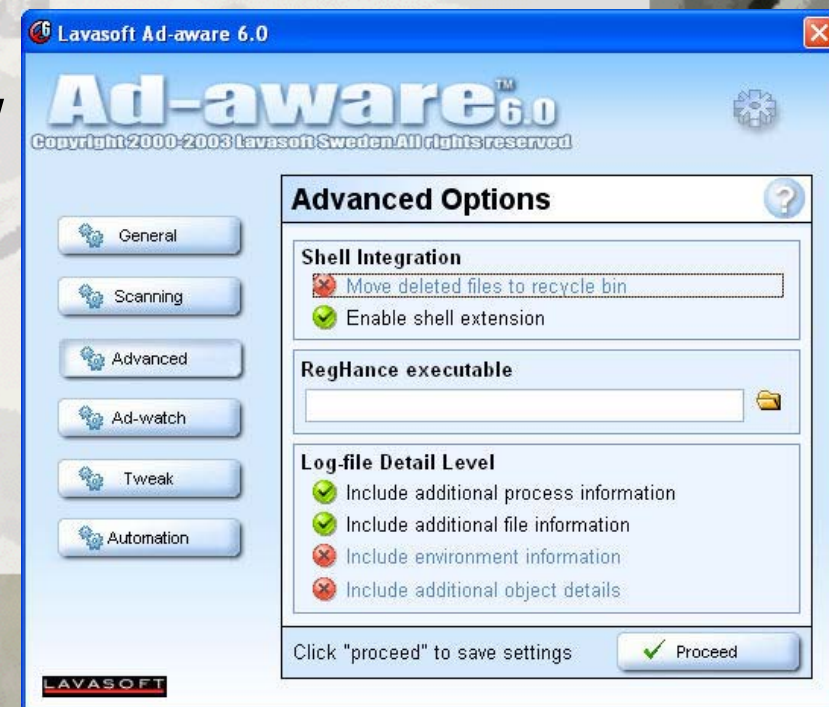 Lavasoft Ad-aware 6.0
Ad-aware 6.0 ™
Copyright 2000-2003 Lavasoft Sweden All rights reserved
General
Scanning
Advanced
Ad-watch
Tweak
Automation
LAVASOFT
Advanced Options
Shell Integration
Move deleted files to recycle bin
Enable shell extension
RegHance executable
Log-file Detail Level
Include additional process information
Include additional file information
Include environment information
Include additional object details
Click "proceed" to save settings
Proceed